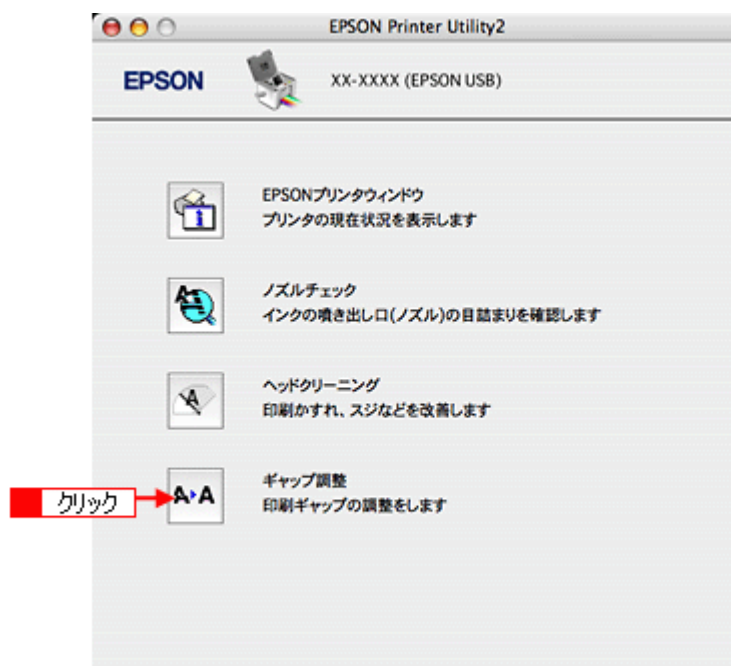 EPSON Printer Utility2
EPSON
XX-XXXX (EPSON USB)
EPSONプリンタウィンドウ
プリンタの現在状況を表示します
ノズルチェック
インクの噴き出し口(ノズル)の目詰まりを確認します
ヘッドクリーニング
印刷かすれ、スジなどを改善します
クリック
A▸A
ギャップ調整
印刷ギャップの調整をします